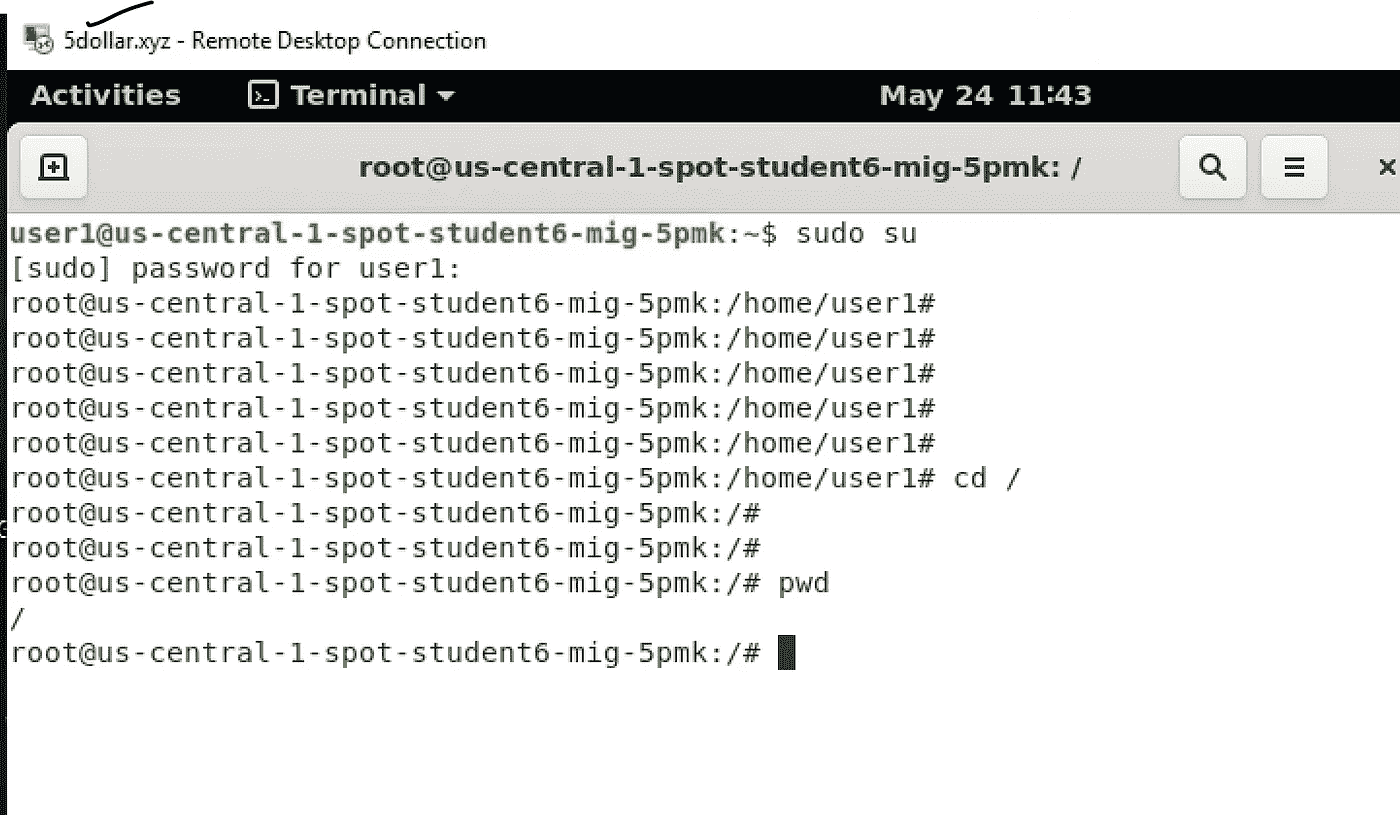 5dollar.xyz - Remote Desktop Connection
Activities Terminal May 24 11:43
root@us-central-1-spot-student6-mig-5pmk: /
user1@us-central-1-spot-student6-mig-5pmk:~$ sudo su
[sudo] password for user1:
root@us-central-1-spot-student6-mig-5pmk:/home/user1#
root@us-central-1-spot-student6-mig-5pmk:/home/user1#
root@us-central-1-spot-student6-mig-5pmk:/home/user1#
root@us-central-1-spot-student6-mig-5pmk:/home/user1#
root@us-central-1-spot-student6-mig-5pmk:/home/user1#
root@us-central-1-spot-student6-mig-5pmk:/home/user1# cd /
root@us-central-1-spot-student6-mig-5pmk:/#
root@us-central-1-spot-student6-mig-5pmk:/#
root@us-central-1-spot-student6-mig-5pmk:/# pwd
/
root@us-central-1-spot-student6-mig-5pmk:/#